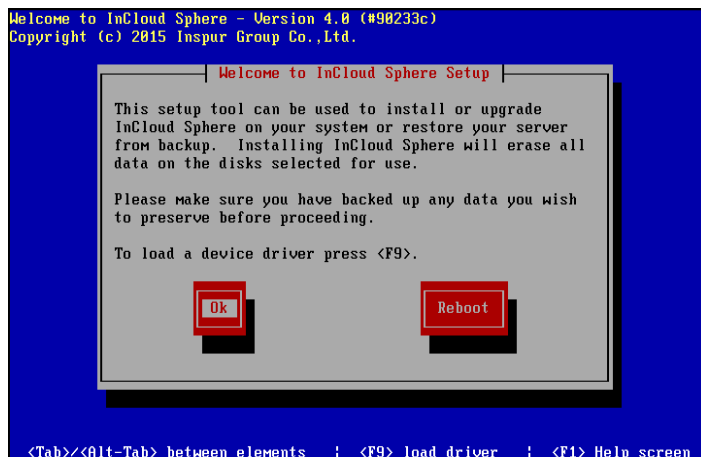 Welcome to InCloud Sphere - Version 4.0 (#90233c)
Copyright (c) 2015 Inspur Group Co.,Ltd.
Welcome to InCloud Sphere Setup
This setup tool can be used to install or upgrade
InCloud Sphere on your system or restore your server
from backup.  Installing InCloud Sphere will erase all
data on the disks selected for use.
Please make sure you have backed up any data you wish
to preserve before proceeding.
To load a device driver press <F9>.
Ok Reboot
<Tab>/<Alt-Tab> between elements | <F9> load driver | <F1> Help screen